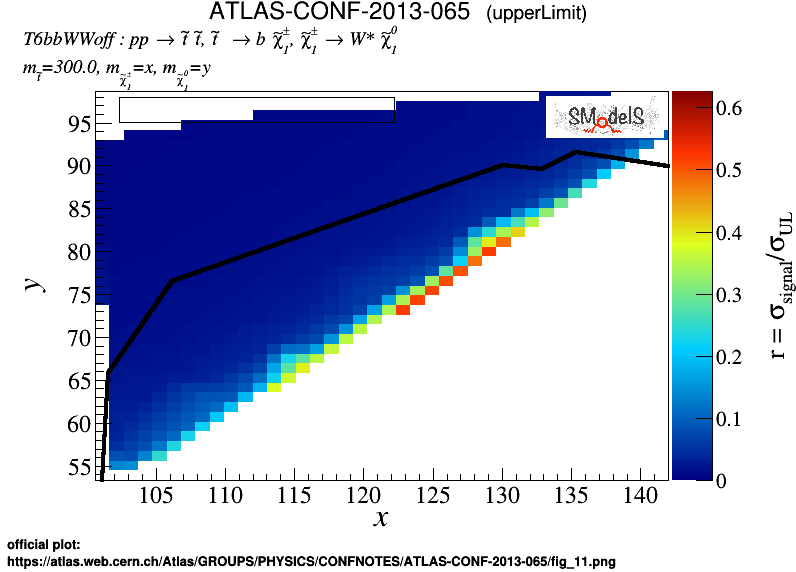 ATLAS-CONF-2013-065 (upperLimit)
T6bbWWoff : pp → t̃ t̃, t̃ → b χ̃₁±, χ̃₁± → W* χ̃₁⁰
m_t̃=300.0, m_χ̃₁±=x, m_χ̃₁⁰=y
SModelS
95
90
85
80
75
70
65
60
55
y
105 110 115 120 125 130 135 140
x
0.6
0.5
0.4
0.3
0.2
0.1
0
r = σsignal/σUL
official plot:
https://atlas.web.cern.ch/Atlas/GROUPS/PHYSICS/CONFNOTES/ATLAS-CONF-2013-065/fig_11.png